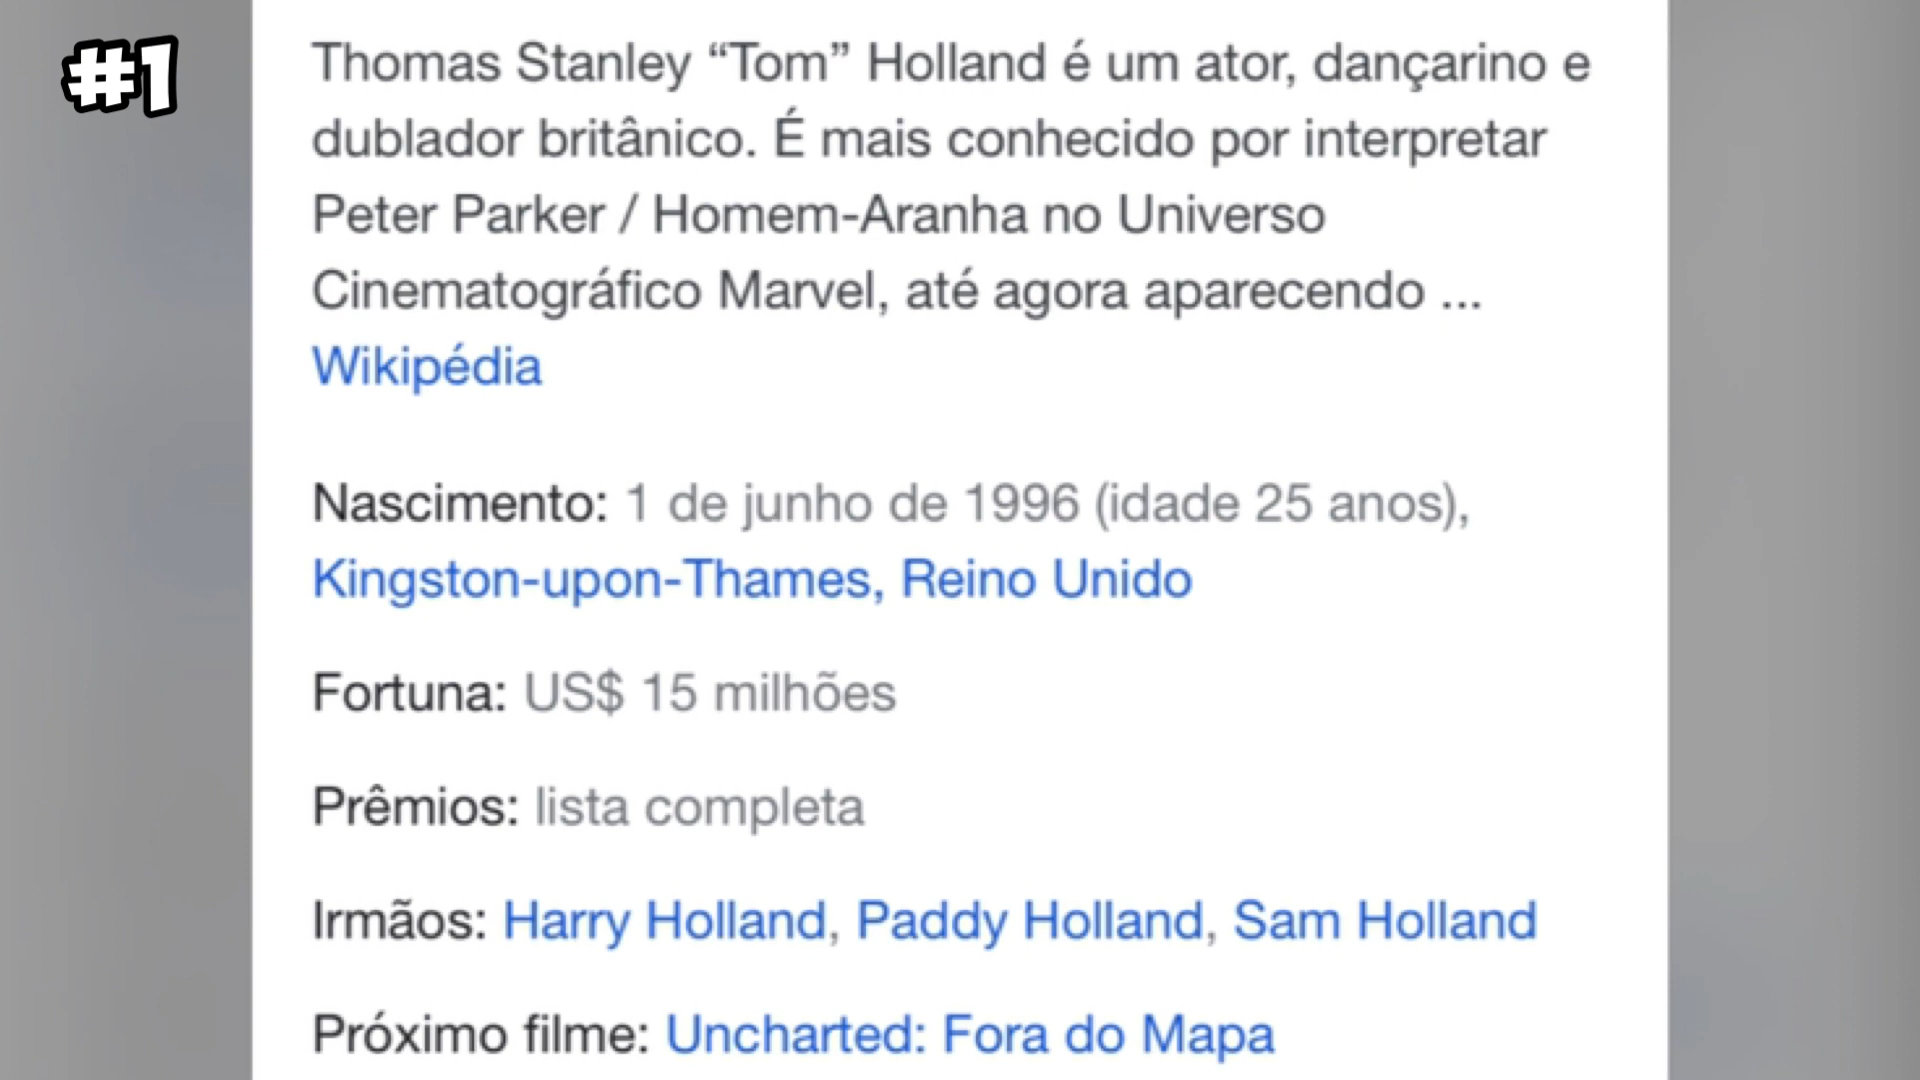 #1
Thomas Stanley “Tom” Holland é um ator, dançarino e
dublador britânico. É mais conhecido por interpretar
Peter Parker / Homem-Aranha no Universo
Cinematográfico Marvel, até agora aparecendo ...
Wikipédia
Nascimento: 1 de junho de 1996 (idade 25 anos),
Kingston-upon-Thames, Reino Unido
Fortuna: US$ 15 milhões
Prêmios: lista completa
Irmãos: Harry Holland, Paddy Holland, Sam Holland
Próximo filme: Uncharted: Fora do Mapa